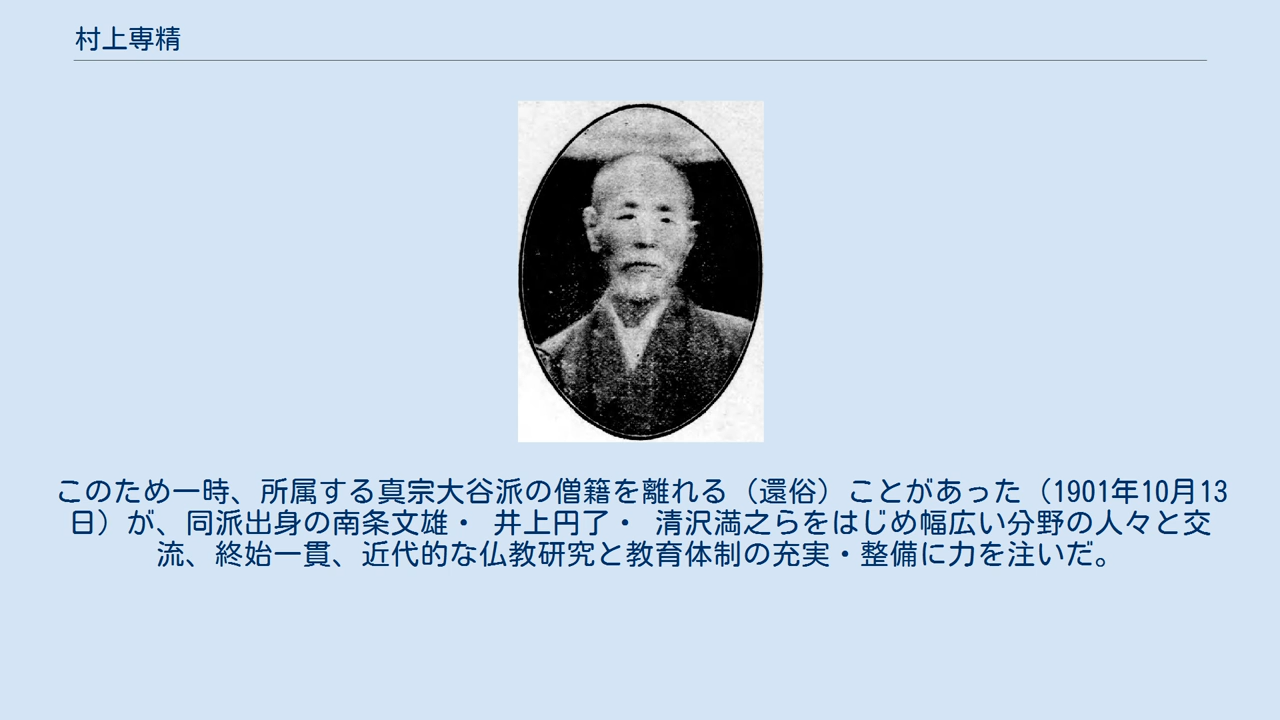 村上専精
このため一時、所属する真宗大谷派の僧籍を離れる（還俗）ことがあった（1901年10月13
日）が、同派出身の南条文雄・ 井上円了・ 清沢満之らをはじめ幅広い分野の人々と交
流、終始一貫、近代的な仏教研究と教育体制の充実・整備に力を注いだ。